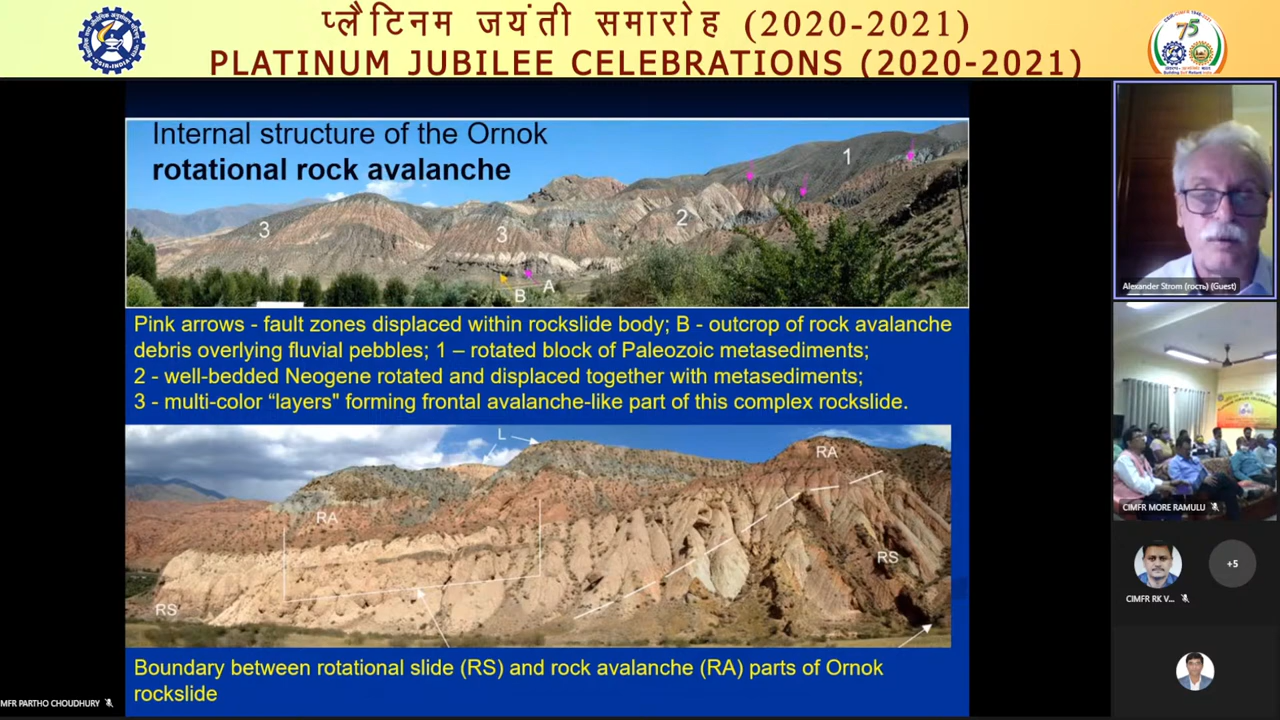 प्लैटिनम जयंती समारोह (2020-2021)
PLATINUM JUBILEE CELEBRATIONS (2020-2021)
CSIR-INDIA
75
Internal structure of the Ornok
rotational rock avalanche
1
2
3
3
A
B
Pink arrows - fault zones displaced within rockslide body; B - outcrop of rock avalanche
debris overlying fluvial pebbles; 1 – rotated block of Paleozoic metasediments;
2 - well-bedded Neogene rotated and displaced together with metasediments;
3 - multi-color “layers" forming frontal avalanche-like part of this complex rockslide.
L
RA
RA
RS
RS
Boundary between rotational slide (RS) and rock avalanche (RA) parts of Ornok
rockslide
Alexander Strom (гость) (Guest)
CIMFR MORE RAMULU
CIMFR RK V...
+5
MFR PARTHO CHOUDHURY